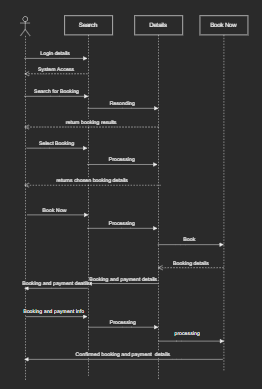 Search
Details
Book Now
Login details
System Access
Search for Booking
Resonding
return booking results
Select Booking
Processing
returns chosen booking details
Book Now
Processing
Book
Booking details
Booking and payment details
Booking and payment
Booking and payment info
Processing
processing
Confirmed booking and payment details